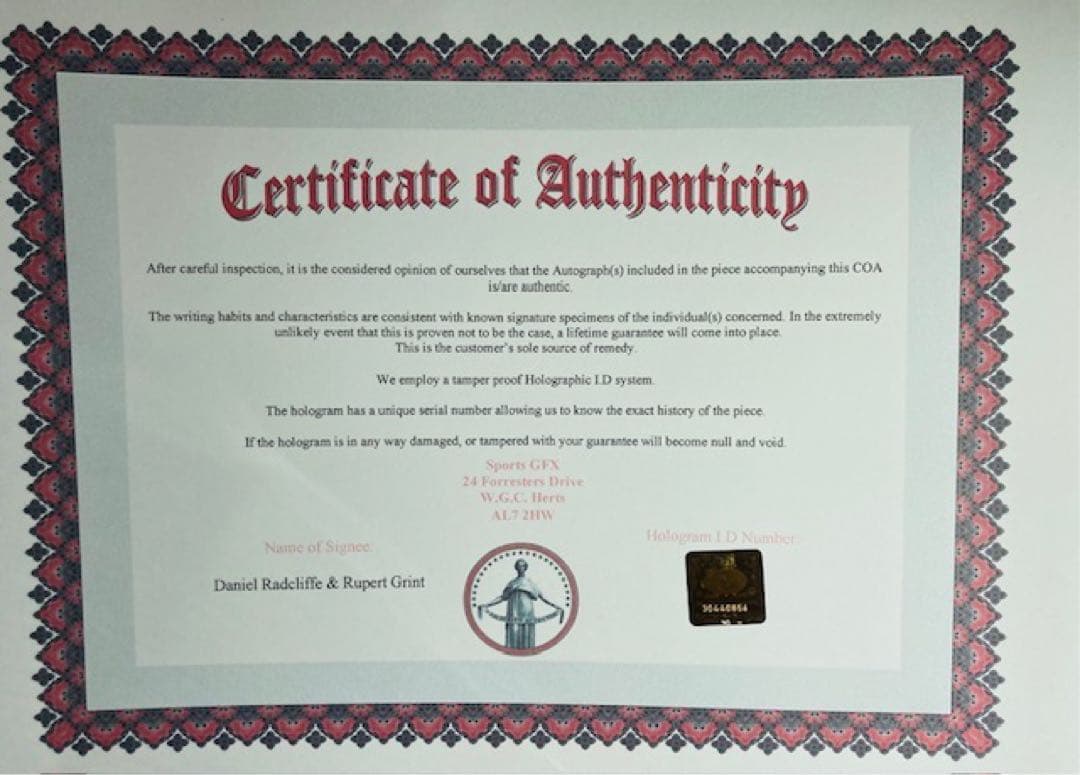 Certificate of Authenticity
After careful inspection, it is the considered opinion of ourselves that the Autograph(s) included in the piece accompanying this COA
is/are authentic.
The writing habits and characteristics are consistent with known signature specimens of the individual(s) concerned. In the extremely
unlikely event that this is proven not to be the case, a lifetime guarantee will come into place.
This is the customer's sole source of remedy.
We employ a tamper proof Holographic I.D system.
The hologram has a unique serial number allowing us to know the exact history of the piece.
If the hologram is in any way damaged, or tampered with your guarantee will become null and void.
Sports GFX
24 Forresters Drive
W.G.C. Herts
AL7 2HW
Name of Signee:
Hologram I.D Number:
Daniel Radcliffe & Rupert Grint